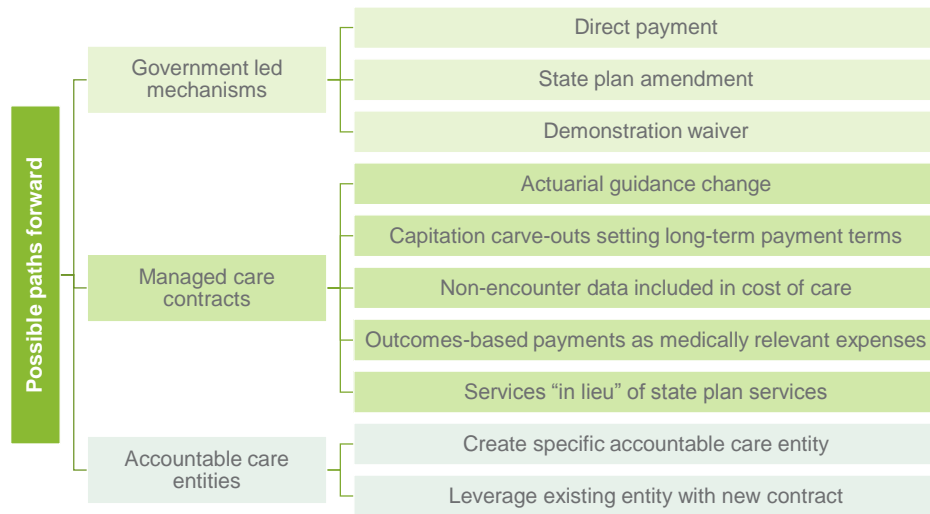 Possible paths forward
Government led
mechanisms
Direct payment
State plan amendment
Demonstration waiver
Managed care
contracts
Actuarial guidance change
Capitation carve-outs setting long-term payment terms
Non-encounter data included in cost of care
Outcomes-based payments as medically relevant expenses
Services “in lieu” of state plan services
Accountable care
entities
Create specific accountable care entity
Leverage existing entity with new contract